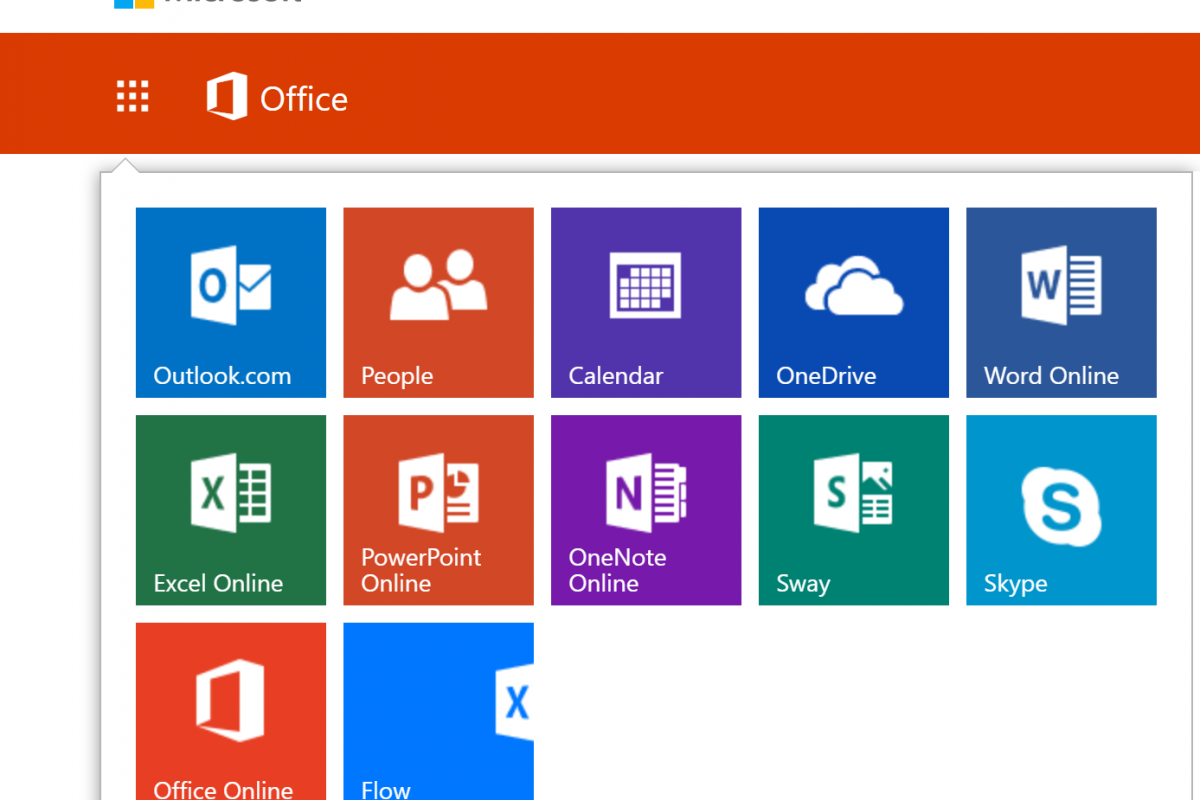 Office
Outlook.com
People
Calendar
OneDrive
Word Online
Excel Online
PowerPoint
Online
OneNote
Online
Sway
Skype
Office Online
Flow